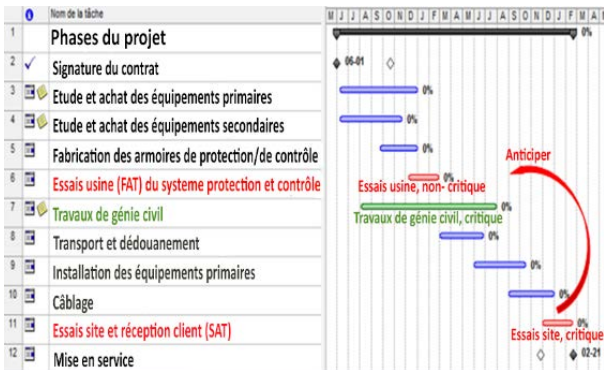 Nom de la tâche M J J A S O N D J F M A M J J A S O N D J F M A M
1 Phases du projet 0%
2 Signature du contrat 06-01
3 Etude et achat des équipements primaires 0%
4 Etude et achat des équipements secondaires 0%
5 Fabrication des armoires de protection/de contrôle 0%
Anticiper
6 Essais usine (FAT) du systeme protection et contrôle 0%
Essais usine, non- critique
7 Travaux de génie civil 0%
Travaux de génie civil, critique
8 Transport et dédouanement 0%
9 Installation des équipements primaires 0%
10 Câblage 0%
11 Essais site et réception client (SAT) 0%
Essais site, critique
12 Mise en service 02-21